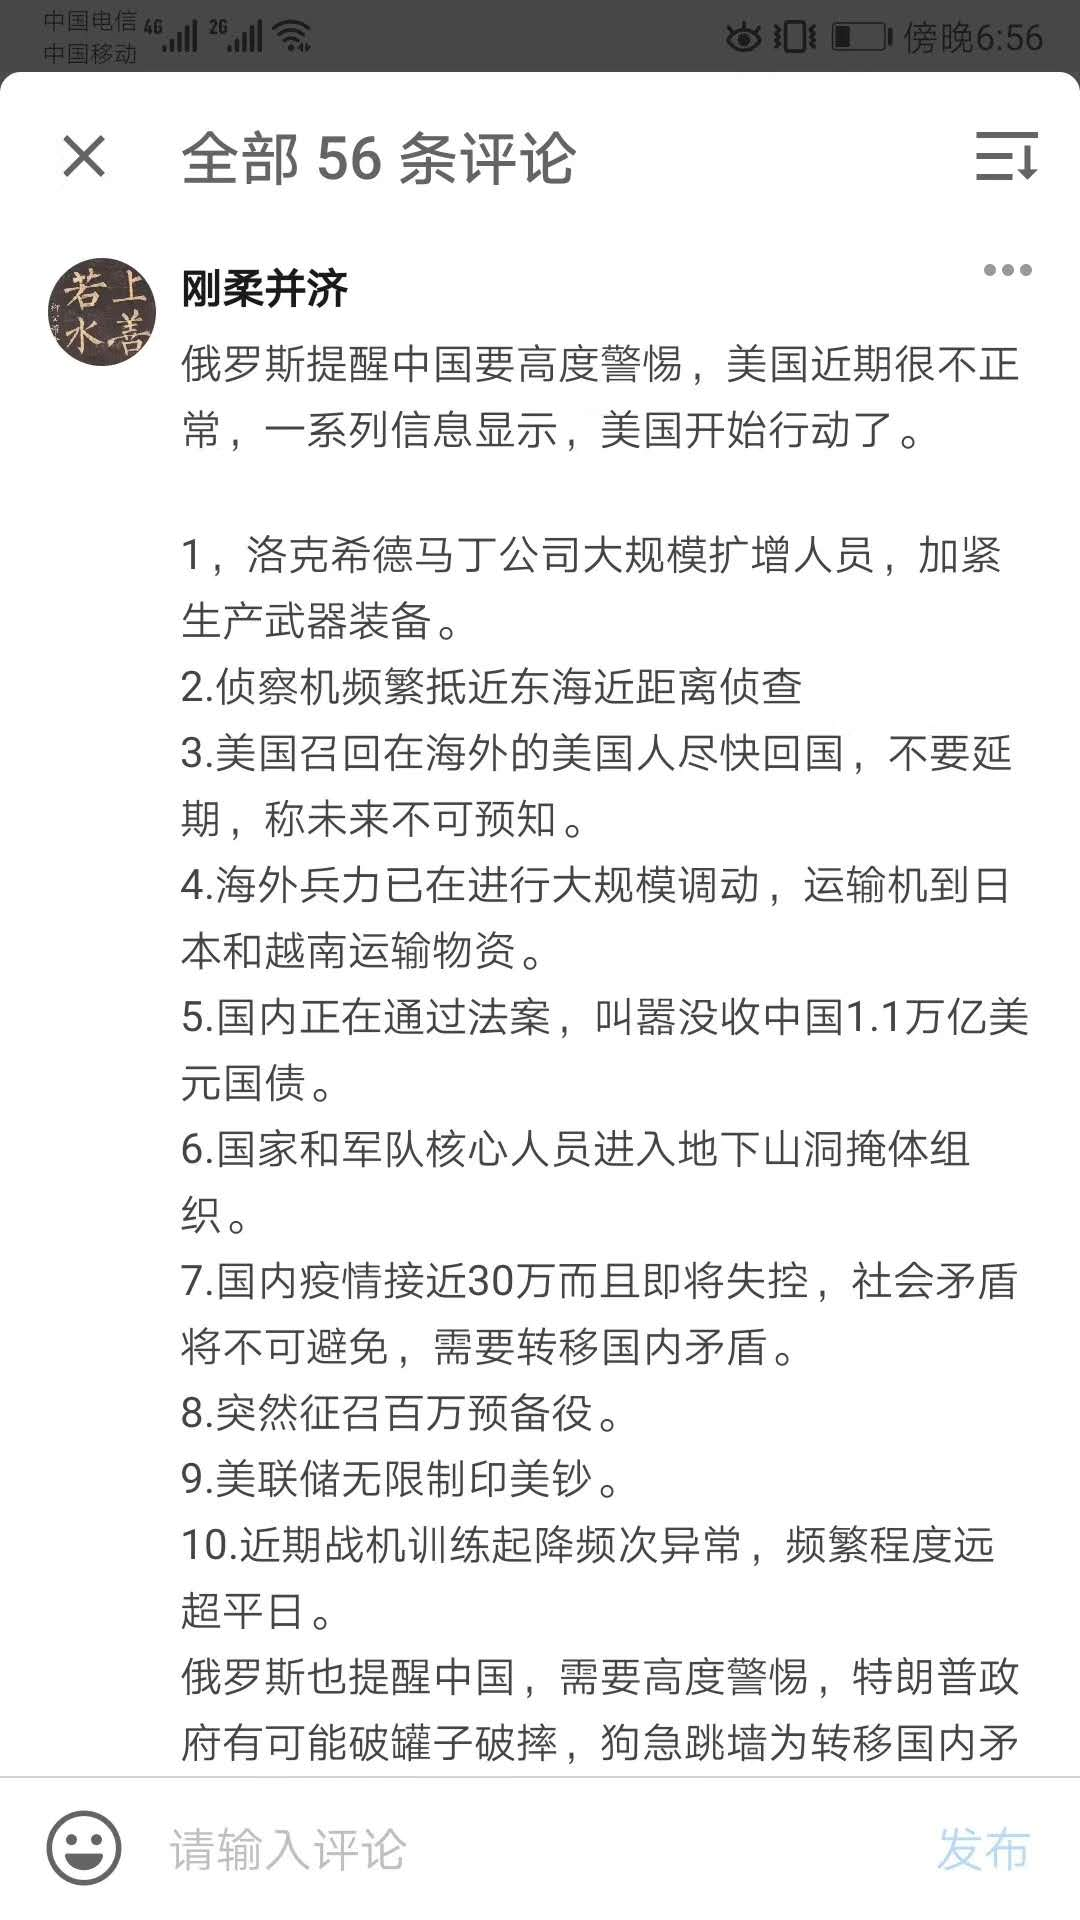 中国电信 4G 2G 傍晚6:56
中国移动
全部 56 条评论
刚柔并济
上善
若水
俄罗斯提醒中国要高度警惕，美国近期很不正
常，一系列信息显示，美国开始行动了。
1，洛克希德马丁公司大规模扩增人员，加紧
生产武器装备。
2.侦察机频繁抵近东海近距离侦查
3.美国召回在海外的美国人尽快回国，不要延
期，称未来不可预知。
4.海外兵力已在进行大规模调动，运输机到日
本和越南运输物资。
5.国内正在通过法案，叫嚣没收中国1.1万亿美
元国债。
6.国家和军队核心人员进入地下山洞掩体组
织。
7.国内疫情接近30万而且即将失控，社会矛盾
将不可避免，需要转移国内矛盾。
8.突然征召百万预备役。
9.美联储无限制印美钞。
10.近期战机训练起降频次异常，频繁程度远
超平日。
俄罗斯也提醒中国，需要高度警惕，特朗普政
府有可能破罐子破摔，狗急跳墙为转移国内矛
请输入评论
发布